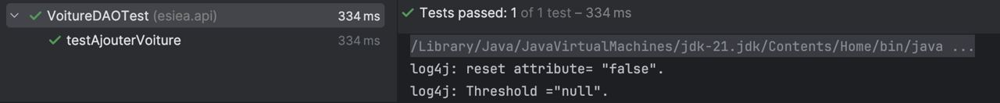 VoitureDAOTest (esiea.api) 334 ms
testAjouterVoiture 334 ms
Tests passed: 1 of 1 test – 334 ms
/Library/Java/JavaVirtualMachines/jdk-21.jdk/Contents/Home/bin/java ...
log4j: reset attribute= "false".
log4j: Threshold ="null".